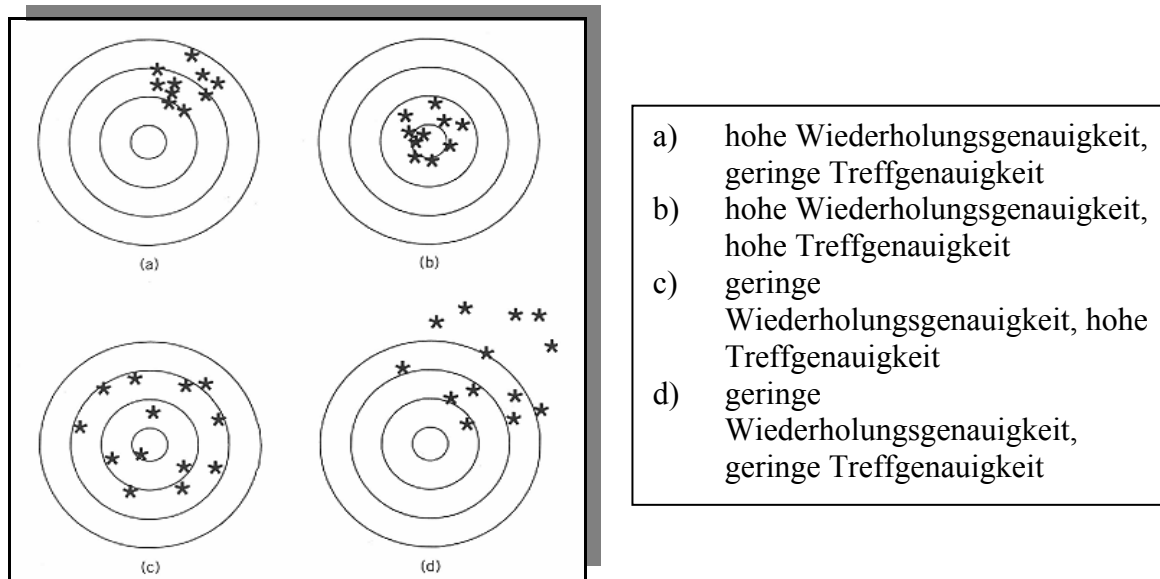 (a)
(b)
(c)
(d)
a) hohe Wiederholungsgenauigkeit,
geringe Treffgenauigkeit
b) hohe Wiederholungsgenauigkeit,
hohe Treffgenauigkeit
c) geringe
Wiederholungsgenauigkeit, hohe
Treffgenauigkeit
d) geringe
Wiederholungsgenauigkeit,
geringe Treffgenauigkeit